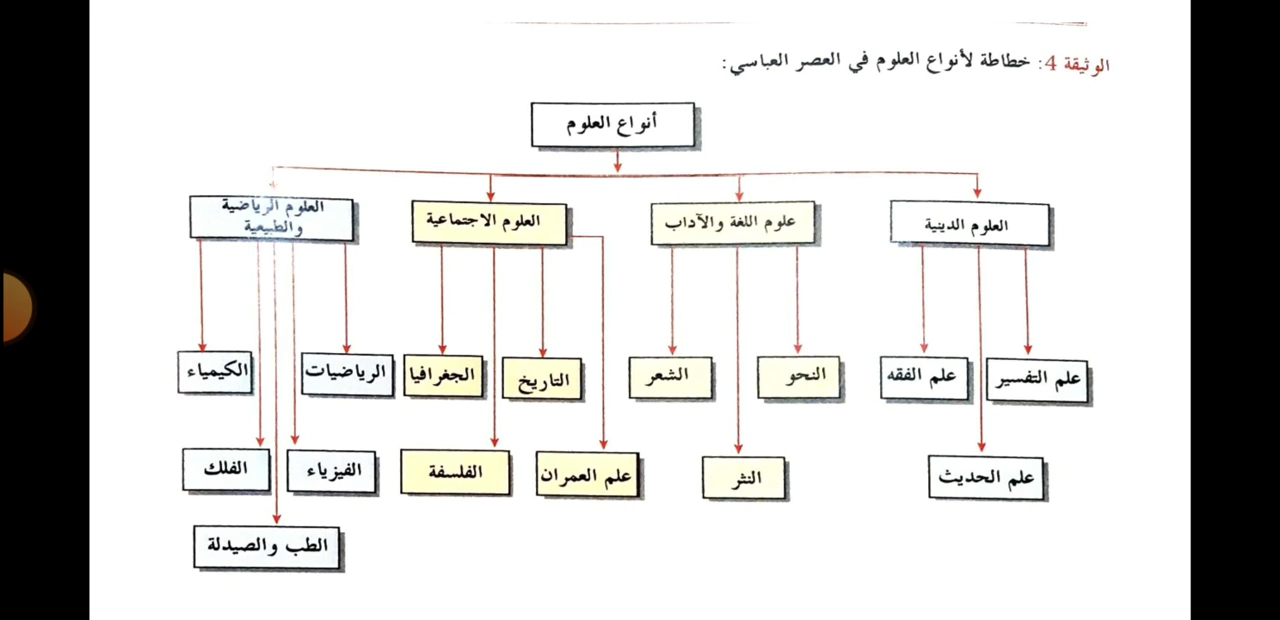 الوثيقة 4: خطاطة لأنواع العلوم في العصر العباسي:
أنواع العلوم
العلوم الدينية
علوم اللغة والآداب
العلوم الاجتماعية
العلوم الرياضية
والطبيعية
علم التفسير
علم الفقه
النحو
الشعر
التاريخ
الجغرافيا
الرياضيات
الكيمياء
علم الحديث
النثر
علم العمران
الفلسفة
الفيزياء
الفلك
الطب والصيدلة